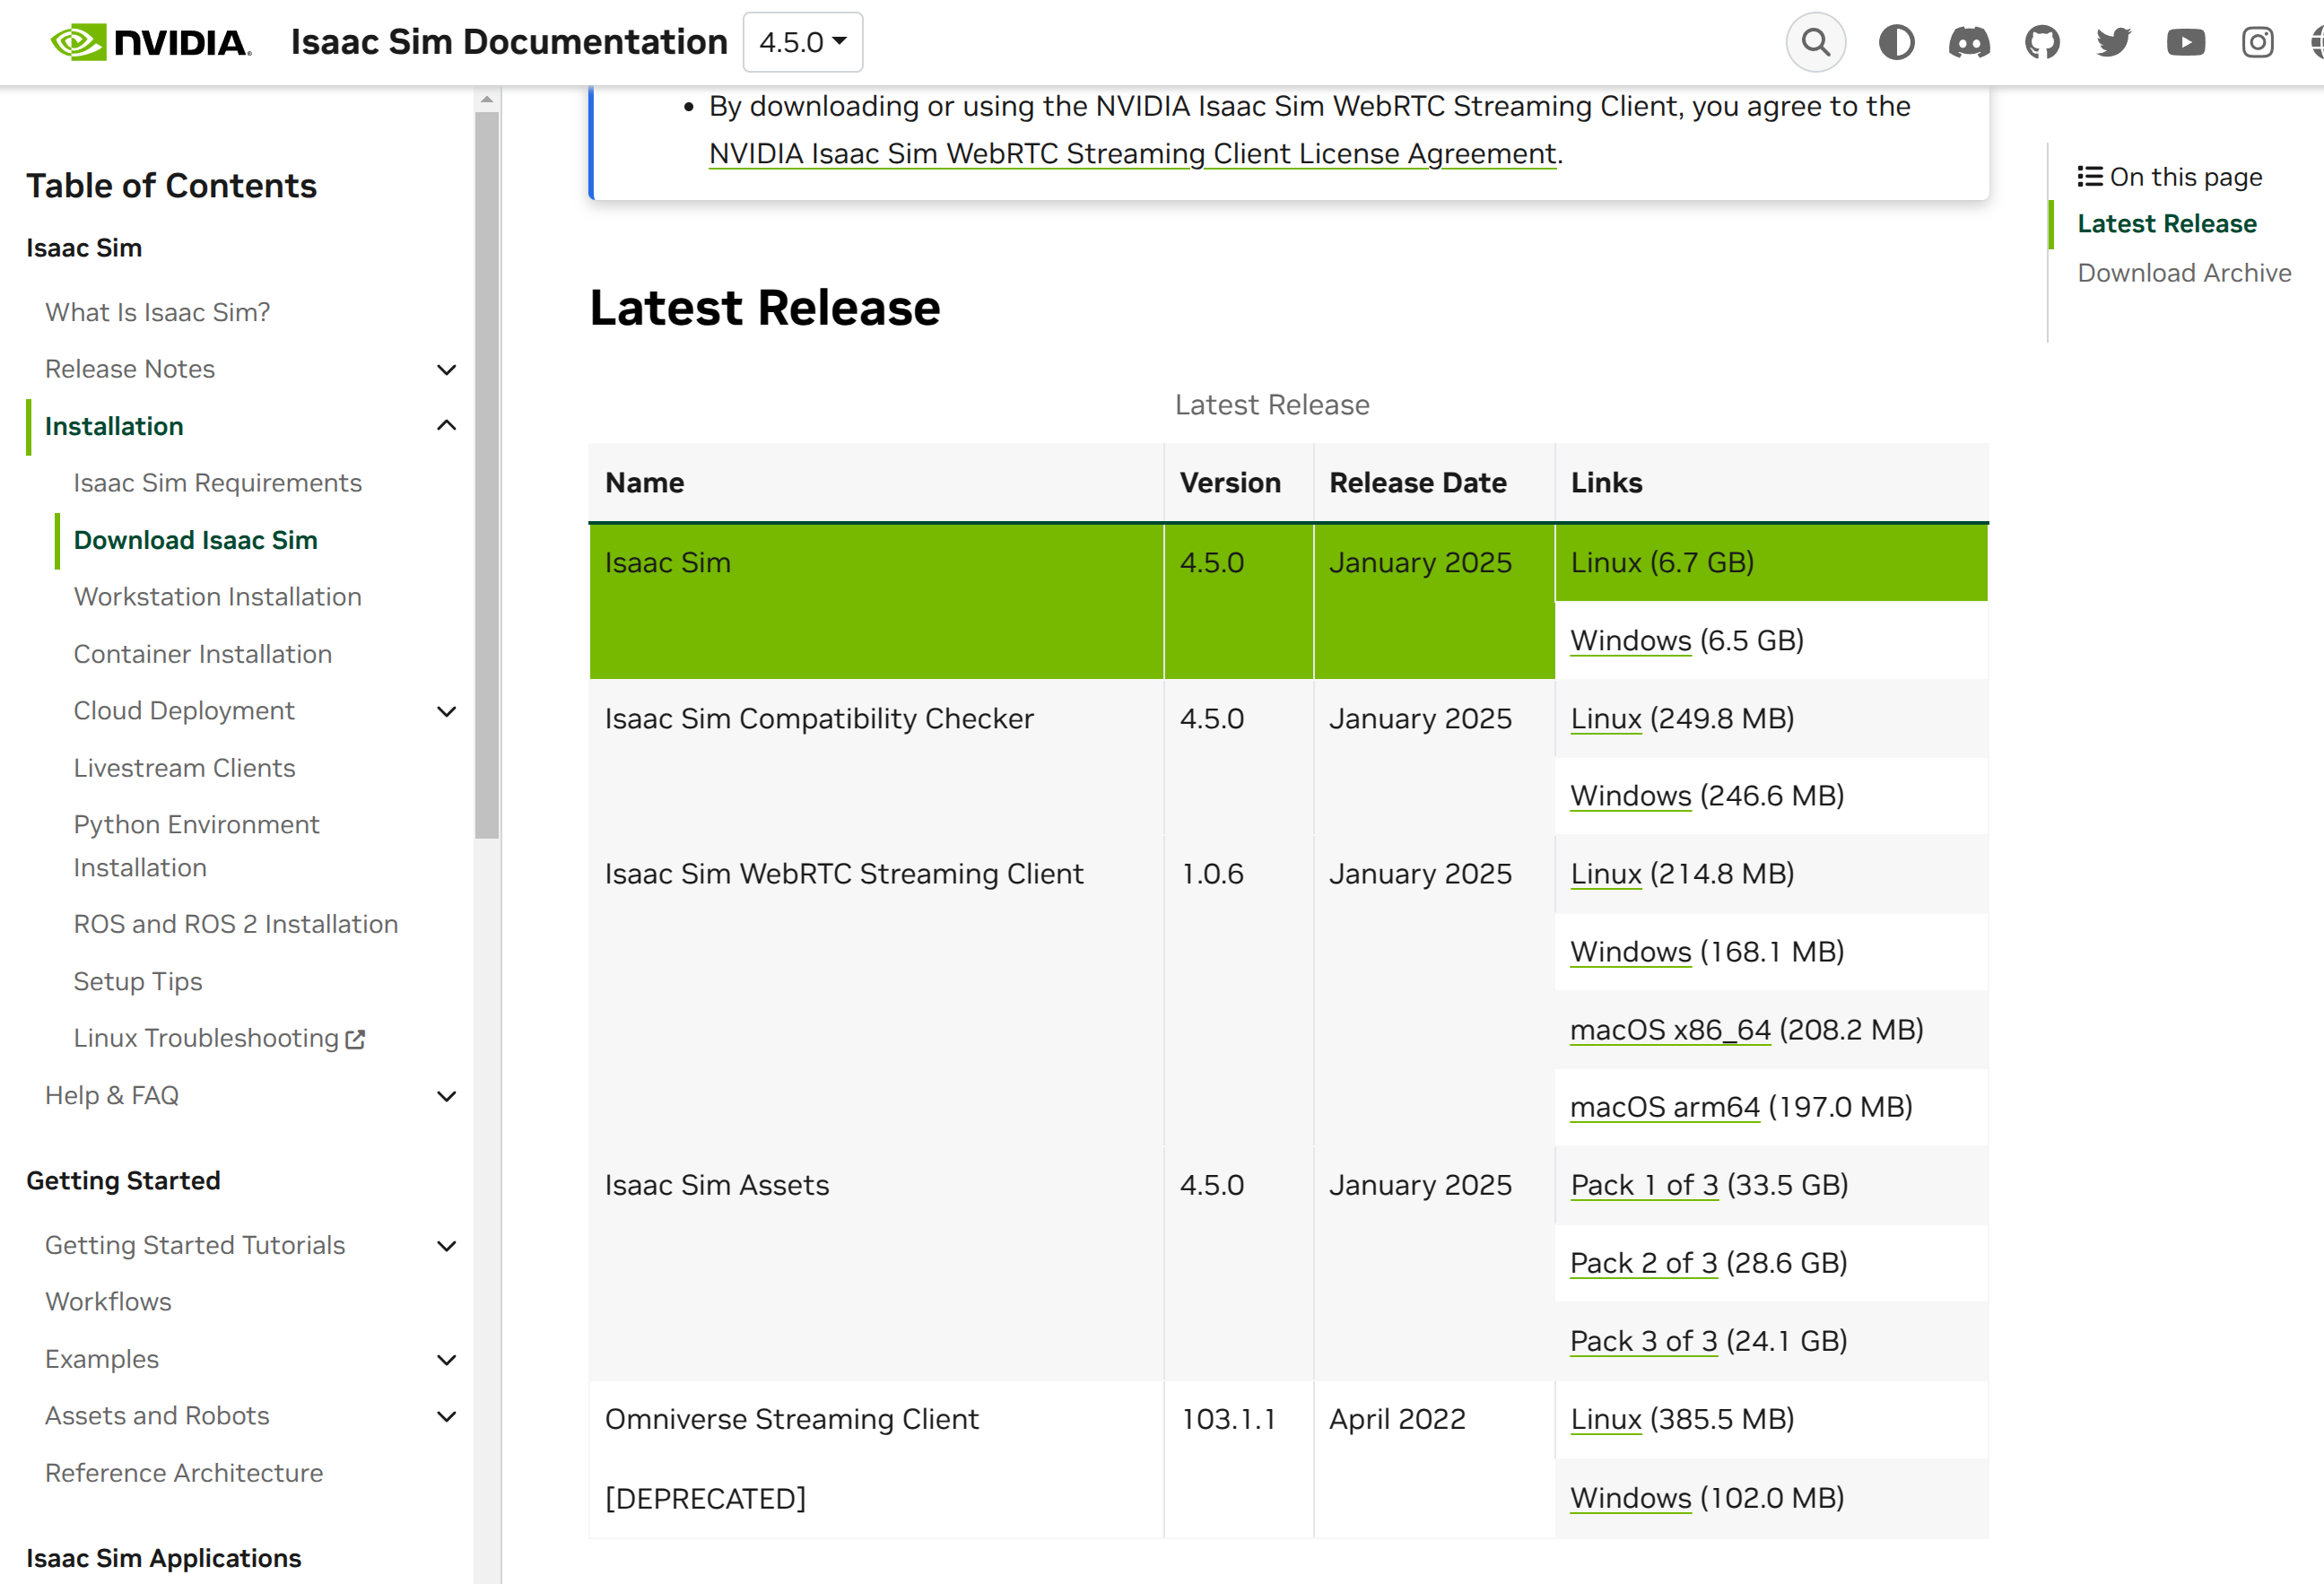 NVIDIA. Isaac Sim Documentation 4.5.0
By downloading or using the NVIDIA Isaac Sim WebRTC Streaming Client, you agree to the
NVIDIA Isaac Sim WebRTC Streaming Client License Agreement.
Table of Contents
Isaac Sim
What Is Isaac Sim?
Release Notes
Installation
Isaac Sim Requirements
Download Isaac Sim
Workstation Installation
Container Installation
Cloud Deployment
Livestream Clients
Python Environment
Installation
ROS and ROS 2 Installation
Setup Tips
Linux Troubleshooting
Help & FAQ
Getting Started
Getting Started Tutorials
Workflows
Examples
Assets and Robots
Reference Architecture
Isaac Sim Applications
Latest Release
Latest Release
Name Version Release Date Links
Isaac Sim 4.5.0 January 2025 Linux (6.7 GB)
Windows (6.5 GB)
Isaac Sim Compatibility Checker 4.5.0 January 2025 Linux (249.8 MB)
Windows (246.6 MB)
Isaac Sim WebRTC Streaming Client 1.0.6 January 2025 Linux (214.8 MB)
Windows (168.1 MB)
macOS x86_64 (208.2 MB)
macOS arm64 (197.0 MB)
Isaac Sim Assets 4.5.0 January 2025 Pack 1 of 3 (33.5 GB)
Pack 2 of 3 (28.6 GB)
Pack 3 of 3 (24.1 GB)
Omniverse Streaming Client 103.1.1 April 2022 Linux (385.5 MB)
[DEPRECATED] Windows (102.0 MB)
On this page
Latest Release
Download Archive